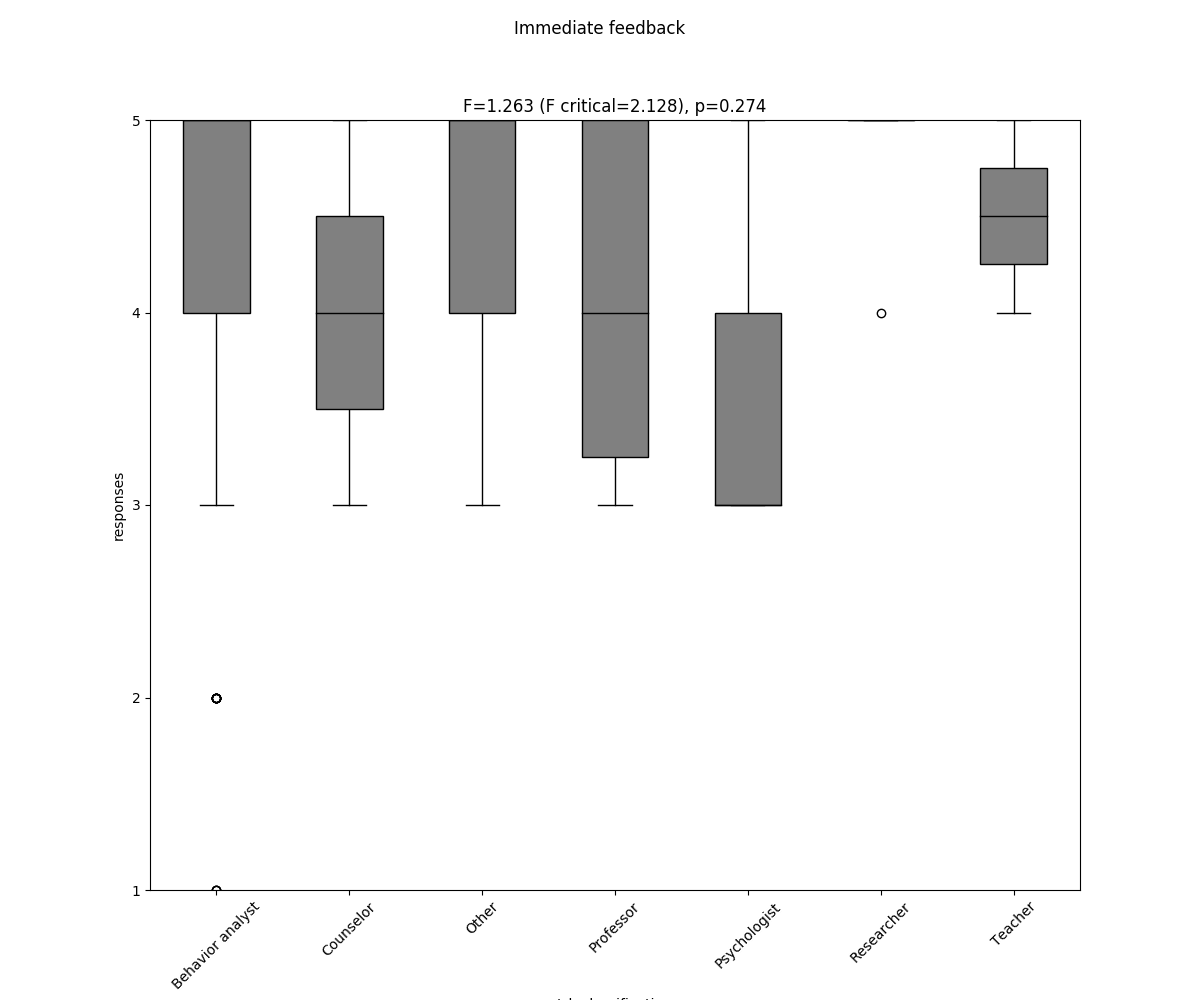 Immediate feedback
F=1.263 (F critical=2.128), p=0.274
5
4
3
2
1
responses
Behavior analyst
Counselor
Other
Professor
Psychologist
Researcher
Teacher